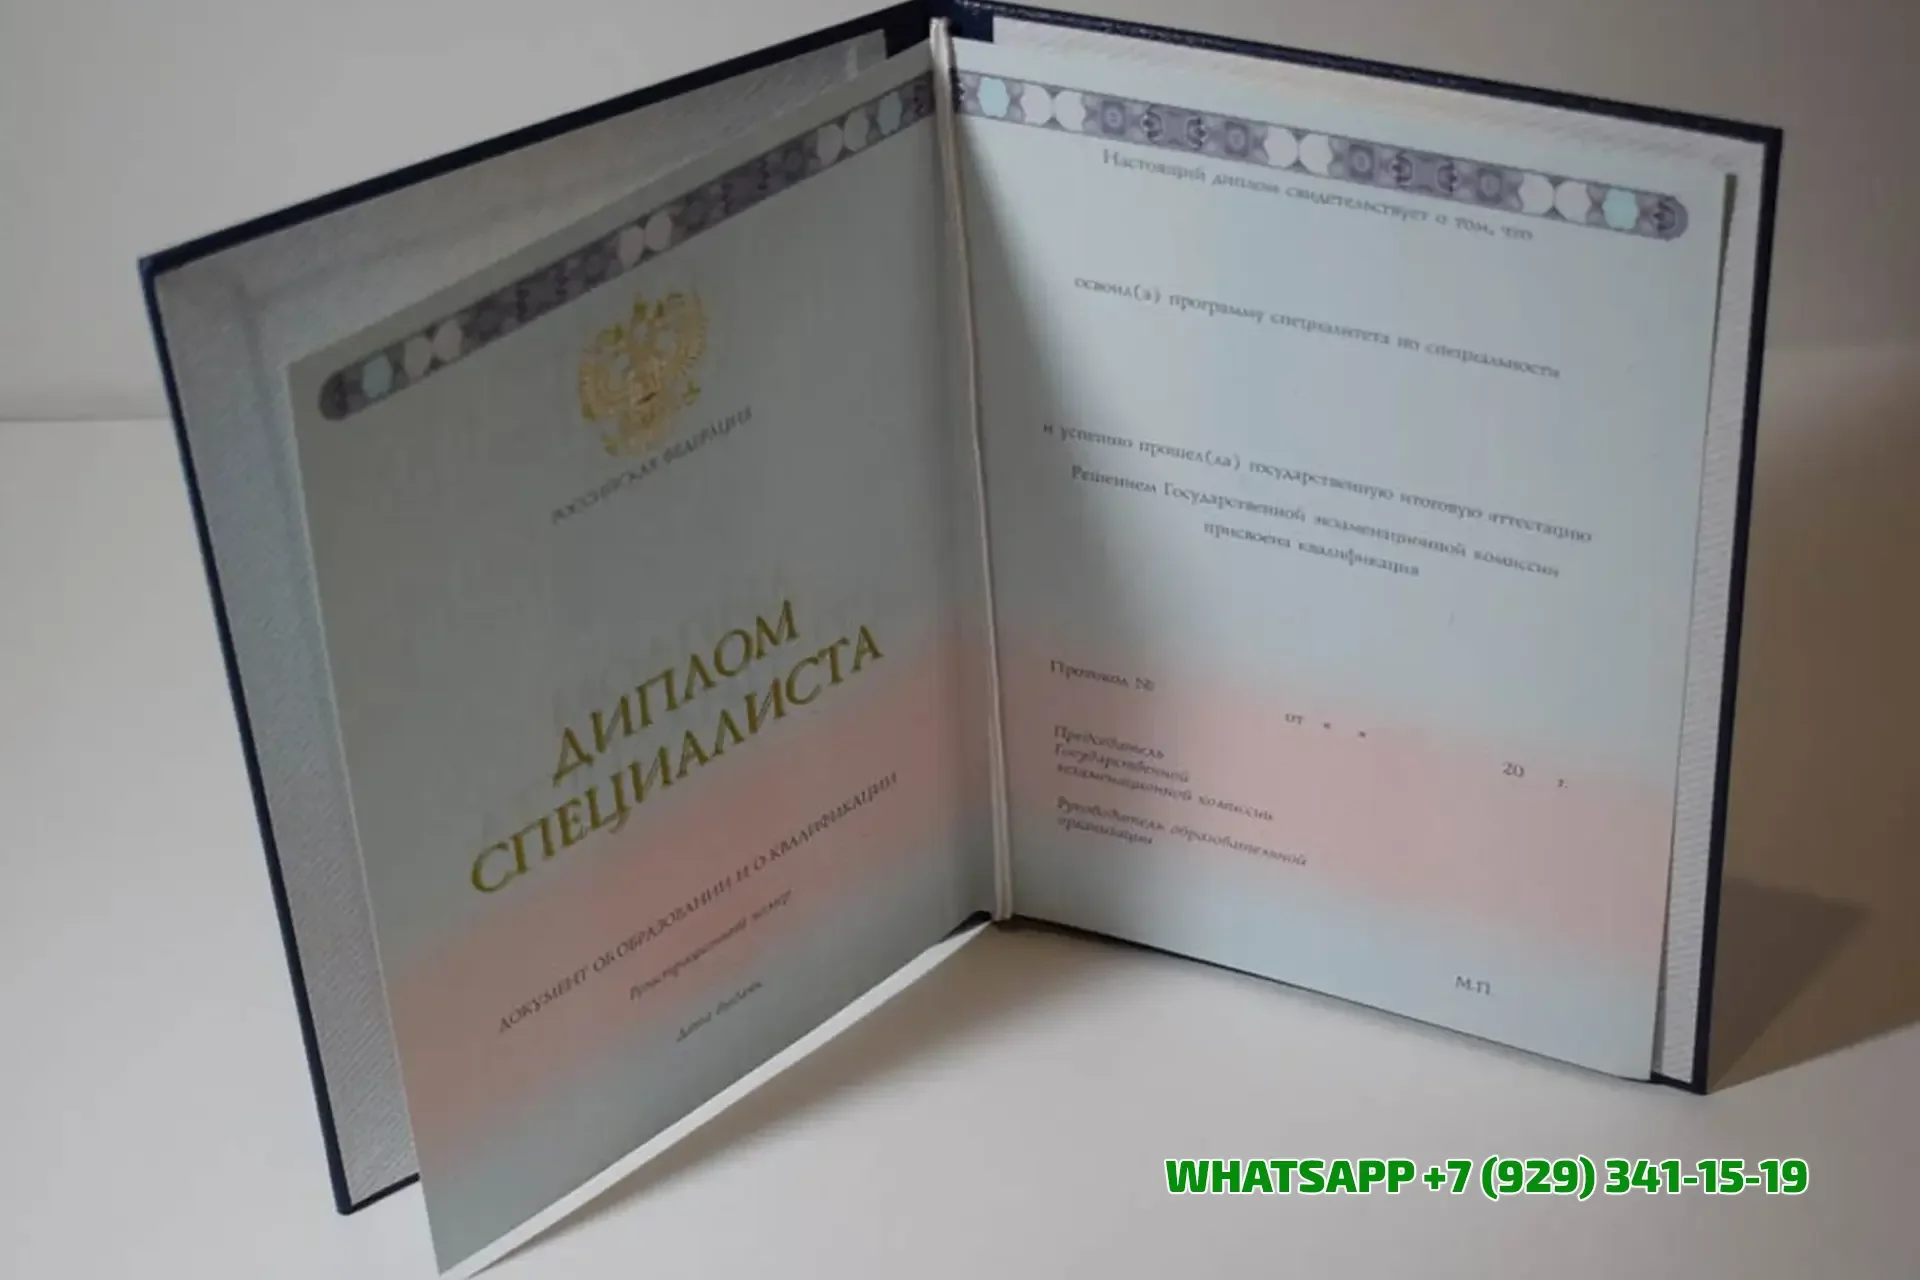 РОССИЙСКАЯ ФЕДЕРАЦИЯ
ДИПЛОМ
СПЕЦИАЛИСТА
ДОКУМЕНТ ОБ ОБРАЗОВАНИИ И О КВАЛИФИКАЦИИ
Регистрационный номер
Дата выдачи
Настоящий диплом свидетельствует о том, что
освоил(а) программу специалитета по специальности
и успешно прошел(ла) государственную итоговую аттестацию
Решением Государственной экзаменационной комиссии
присвоена квалификация
Протокол №
от « »
20 г.
Председатель
Государственной
экзаменационной комиссии
Руководитель образовательной
организации
М.П.
WHATSAPP +7 (929) 341-15-19